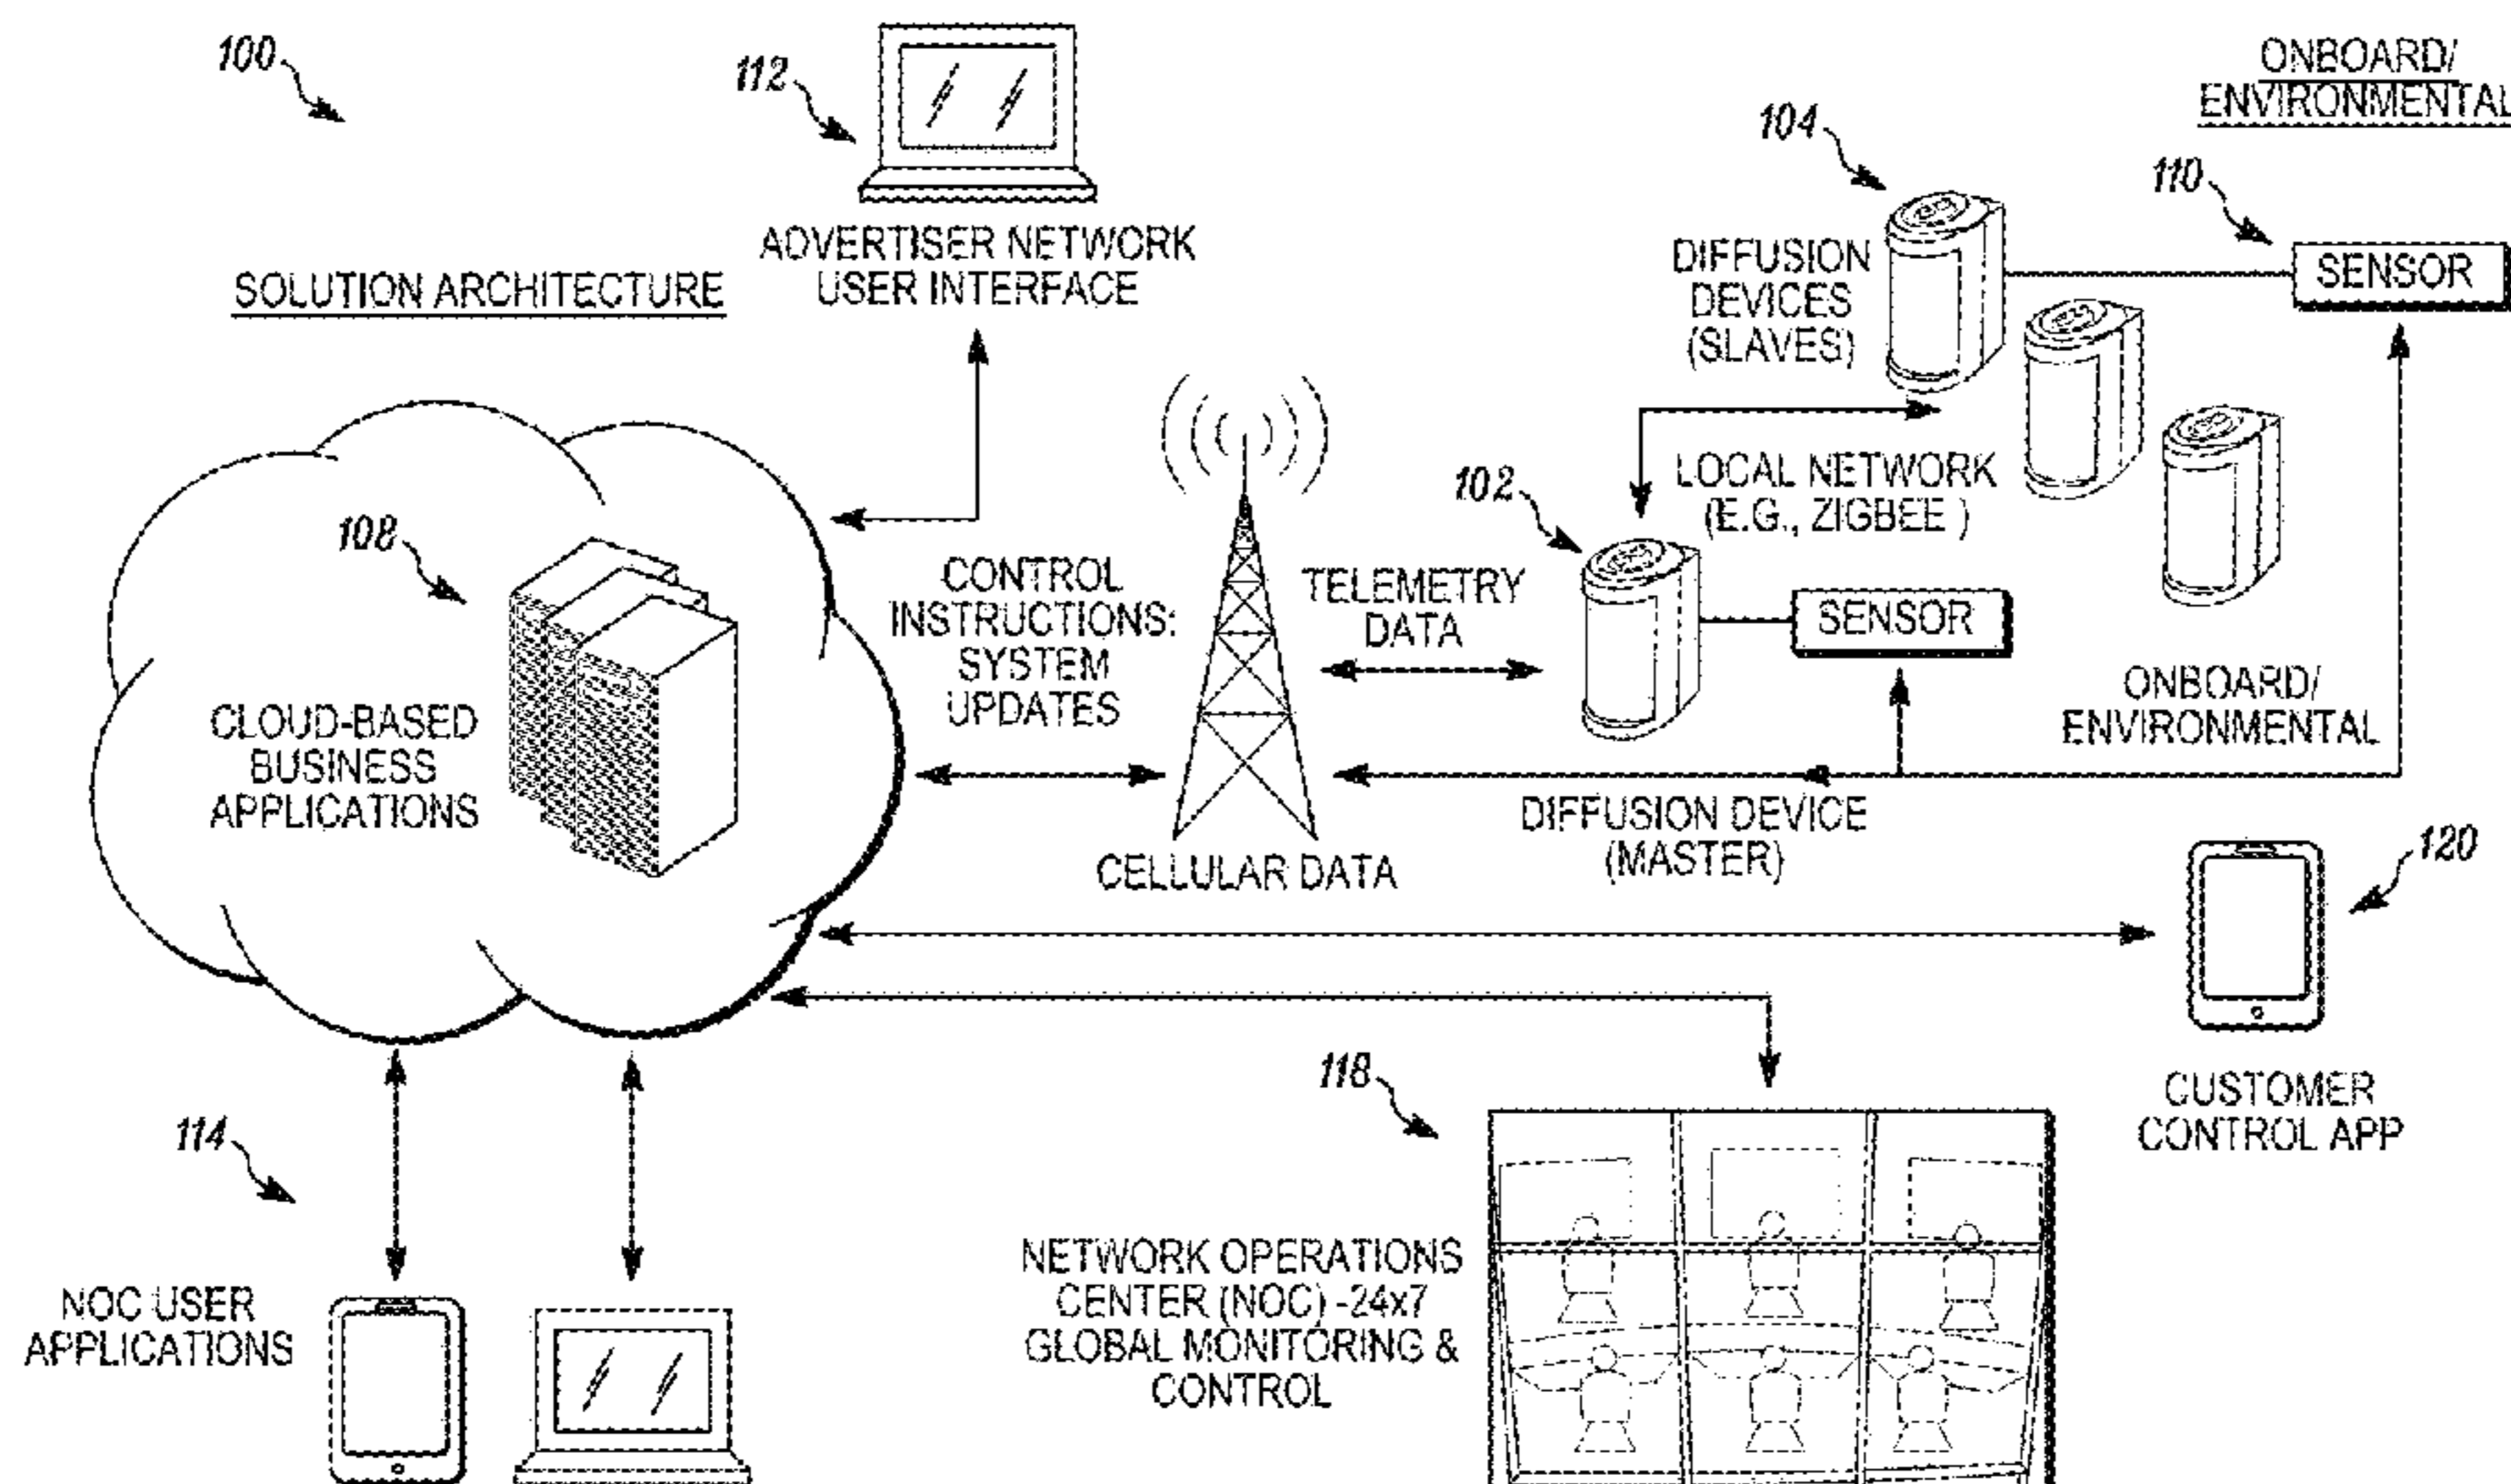 100
112
ONBOARD/
ENVIRONMENTAL
104
110
ADVERTISER NETWORK
USER INTERFACE
SOLUTION ARCHITECTURE
DIFFUSION
DEVICES
(SLAVES)
SENSOR
LOCAL NETWORK
(E.G., ZIGBEE )
102
108
CONTROL
INSTRUCTIONS:
SYSTEM
UPDATES
TELEMETRY
DATA
SENSOR
CLOUD-BASED
BUSINESS
APPLICATIONS
ONBOARD/
ENVIRONMENTAL
DIFFUSION DEVICE
(MASTER)
CELLULAR DATA
120
118
CUSTOMER
CONTROL APP
114
NETWORK OPERATIONS
CENTER (NOC) -24x7
GLOBAL MONITORING &
CONTROL
NOC USER
APPLICATIONS